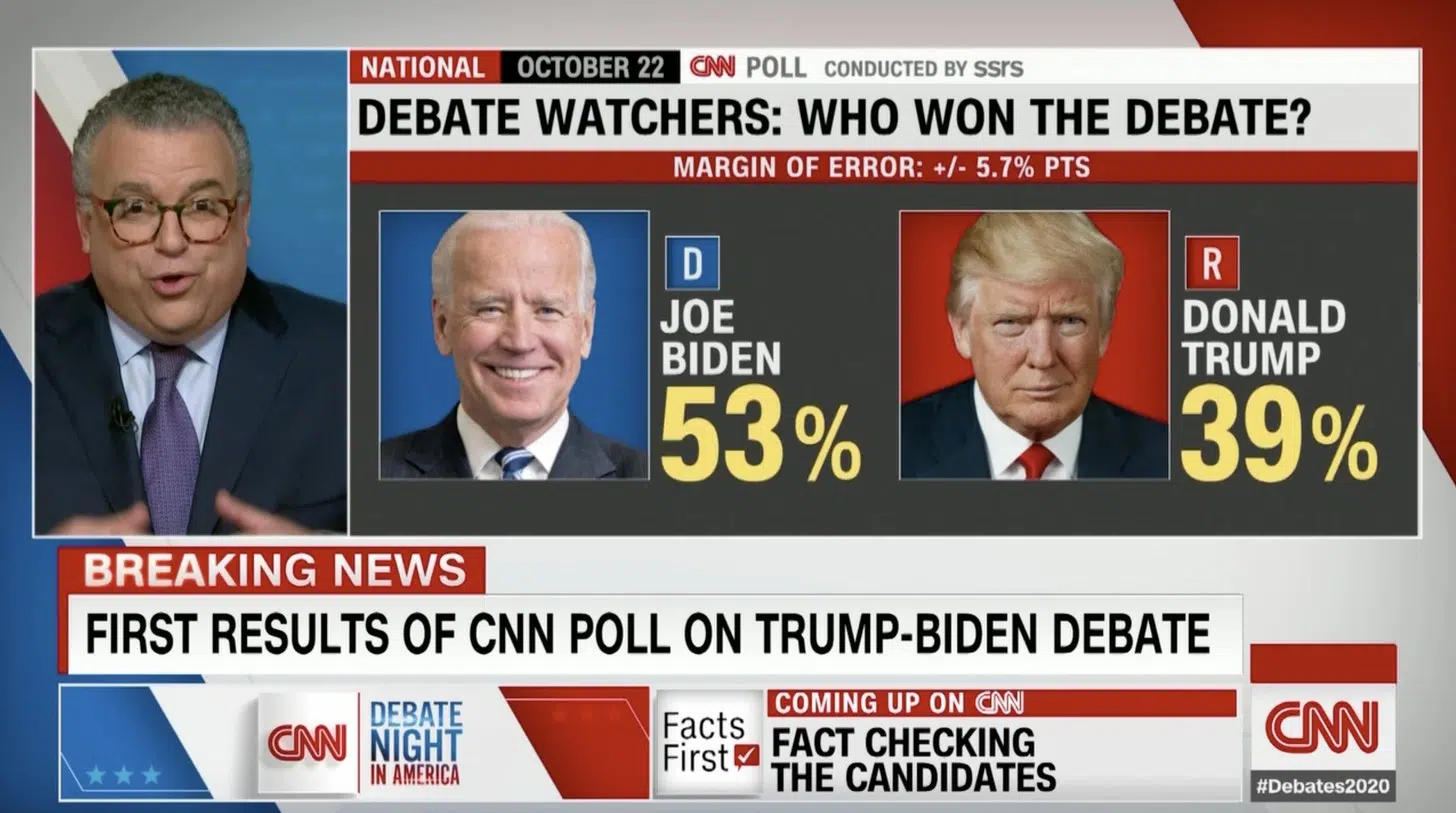 NATIONAL OCTOBER 22 CNN POLL CONDUCTED BY ssrs
DEBATE WATCHERS: WHO WON THE DEBATE?
MARGIN OF ERROR: +/- 5.7% PTS
D
JOE
BIDEN
53%
R
DONALD
TRUMP
39%
BREAKING NEWS
FIRST RESULTS OF CNN POLL ON TRUMP-BIDEN DEBATE
CNN
DEBATE
NIGHT
IN AMERICA
Facts
First
COMING UP ON CNN
FACT CHECKING
THE CANDIDATES
CNN
#Debates2020